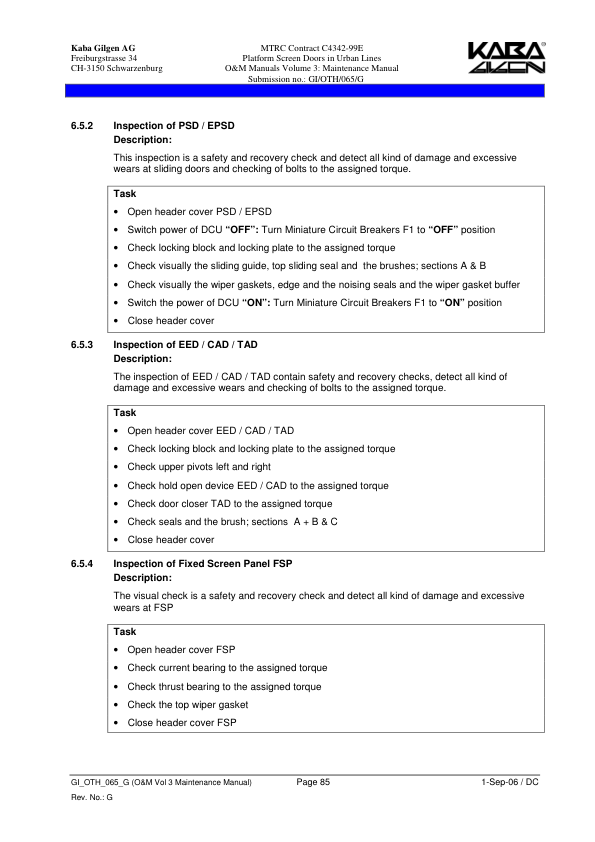 Kaba Gilgen AG
Freiburgstrasse 34
CH-3150 Schwarzenburg
MTRC Contract C4342-99E
Platform Screen Doors in Urban Lines
O&M Manuals Volume 3: Maintenance Manual
Submission no.: GI/OTH/065/G
KABA®
GILGEN
6.5.2 Inspection of PSD / EPSD
Description:
This inspection is a safety and recovery check and detect all kind of damage and excessive
wears at sliding doors and checking of bolts to the assigned torque.
Task
• Open header cover PSD / EPSD
• Switch power of DCU “OFF”: Turn Miniature Circuit Breakers F1 to “OFF” position
• Check locking block and locking plate to the assigned torque
• Check visually the sliding guide, top sliding seal and the brushes; sections A & B
• Check visually the wiper gaskets, edge and the noising seals and the wiper gasket buffer
• Switch the power of DCU “ON”: Turn Miniature Circuit Breakers F1 to “ON” position
• Close header cover
6.5.3 Inspection of EED / CAD / TAD
Description:
The inspection of EED / CAD / TAD contain safety and recovery checks, detect all kind of
damage and excessive wears and checking of bolts to the assigned torque.
Task
• Open header cover EED / CAD / TAD
• Check locking block and locking plate to the assigned torque
• Check upper pivots left and right
• Check hold open device EED / CAD to the assigned torque
• Check door closer TAD to the assigned torque
• Check seals and the brush; sections A + B & C
• Close header cover
6.5.4 Inspection of Fixed Screen Panel FSP
Description:
The visual check is a safety and recovery check and detect all kind of damage and excessive
wears at FSP
Task
• Open header cover FSP
• Check current bearing to the assigned torque
• Check thrust bearing to the assigned torque
• Check the top wiper gasket
• Close header cover FSP
GI_OTH_065_G (O&M Vol 3 Maintenance Manual) Page 85 1-Sep-06 / DC
Rev. No.: G